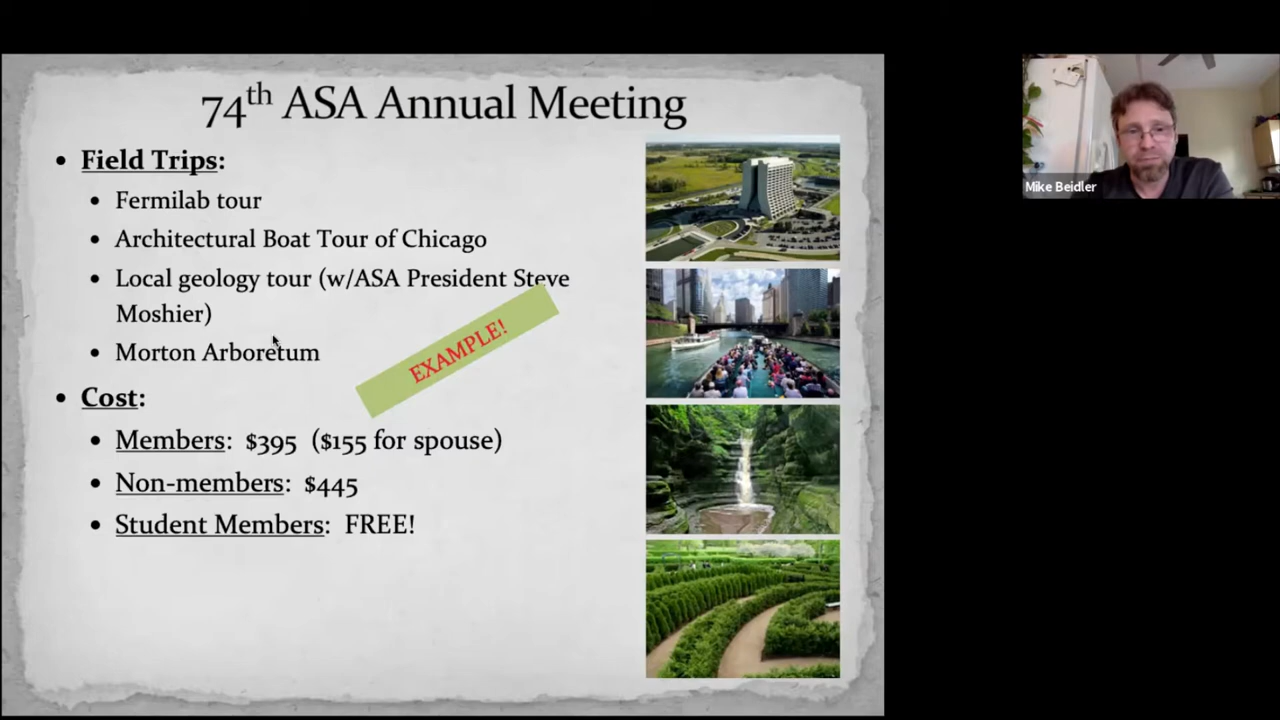 74th ASA Annual Meeting
• Field Trips:
• Fermilab tour
• Architectural Boat Tour of Chicago
• Local geology tour (w/ASA President Steve
Moshier)
• Morton Arboretum
EXAMPLE!
• Cost:
• Members: $395 ($155 for spouse)
• Non-members: $445
• Student Members: FREE!
Mike Beidler